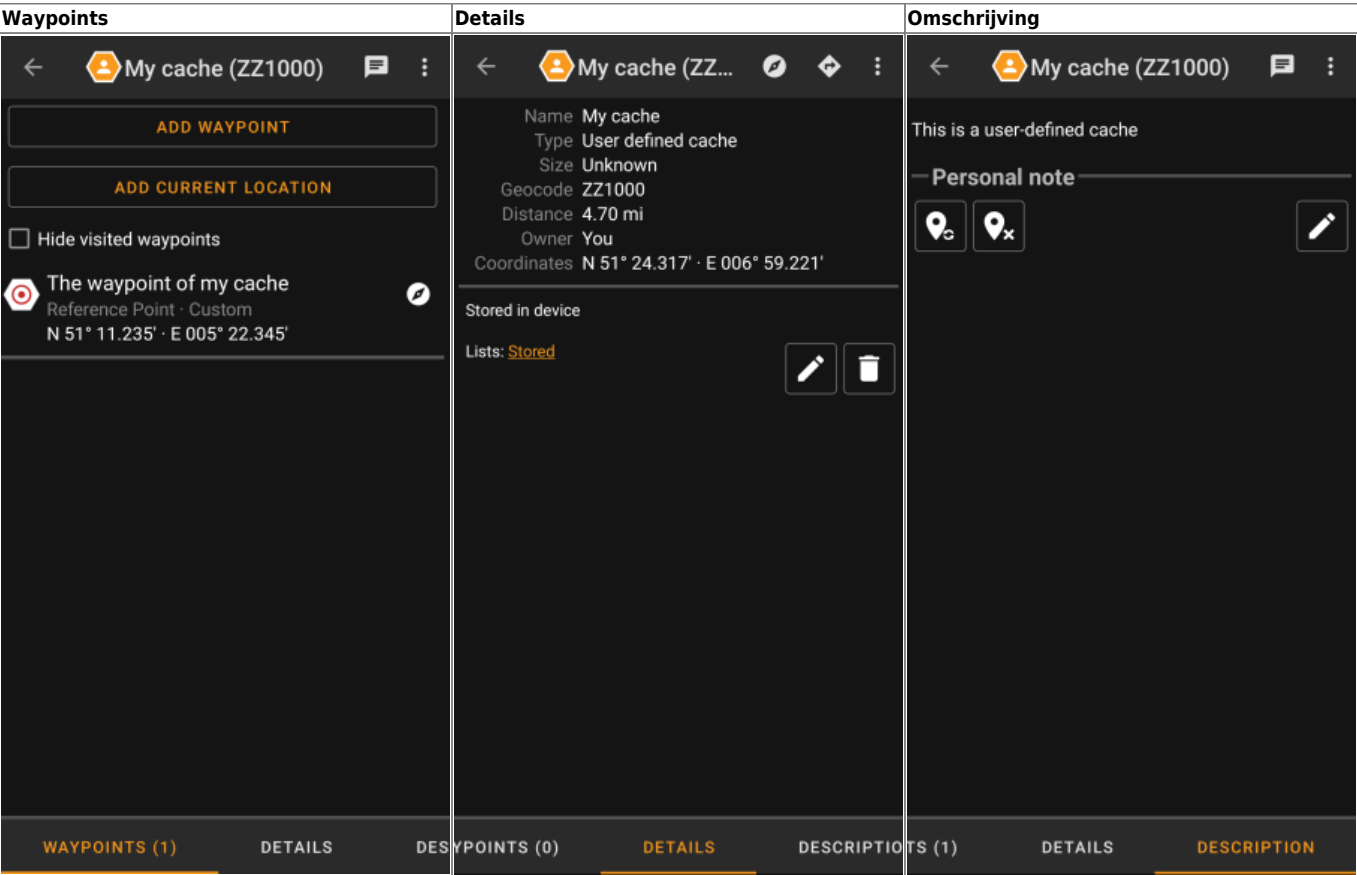 Waypoints
Details
Omschrijving
My cache (ZZ1000)
ADD WAYPOINT
ADD CURRENT LOCATION
Hide visited waypoints
The waypoint of my cache
Reference Point · Custom
N 51° 11.235' · E 005° 22.345'
WAYPOINTS (1)
DETAILS
DES
My cache (ZZ...
Name My cache
Type User defined cache
Size Unknown
Geocode ZZ1000
Distance 4.70 mi
Owner You
Coordinates N 51° 24.317' · E 006° 59.221'
Stored in device
Lists: Stored
YPOINTS (0)
DETAILS
DESCRIPTIO
My cache (ZZ1000)
This is a user-defined cache
Personal note
TS (1)
DETAILS
DESCRIPTION